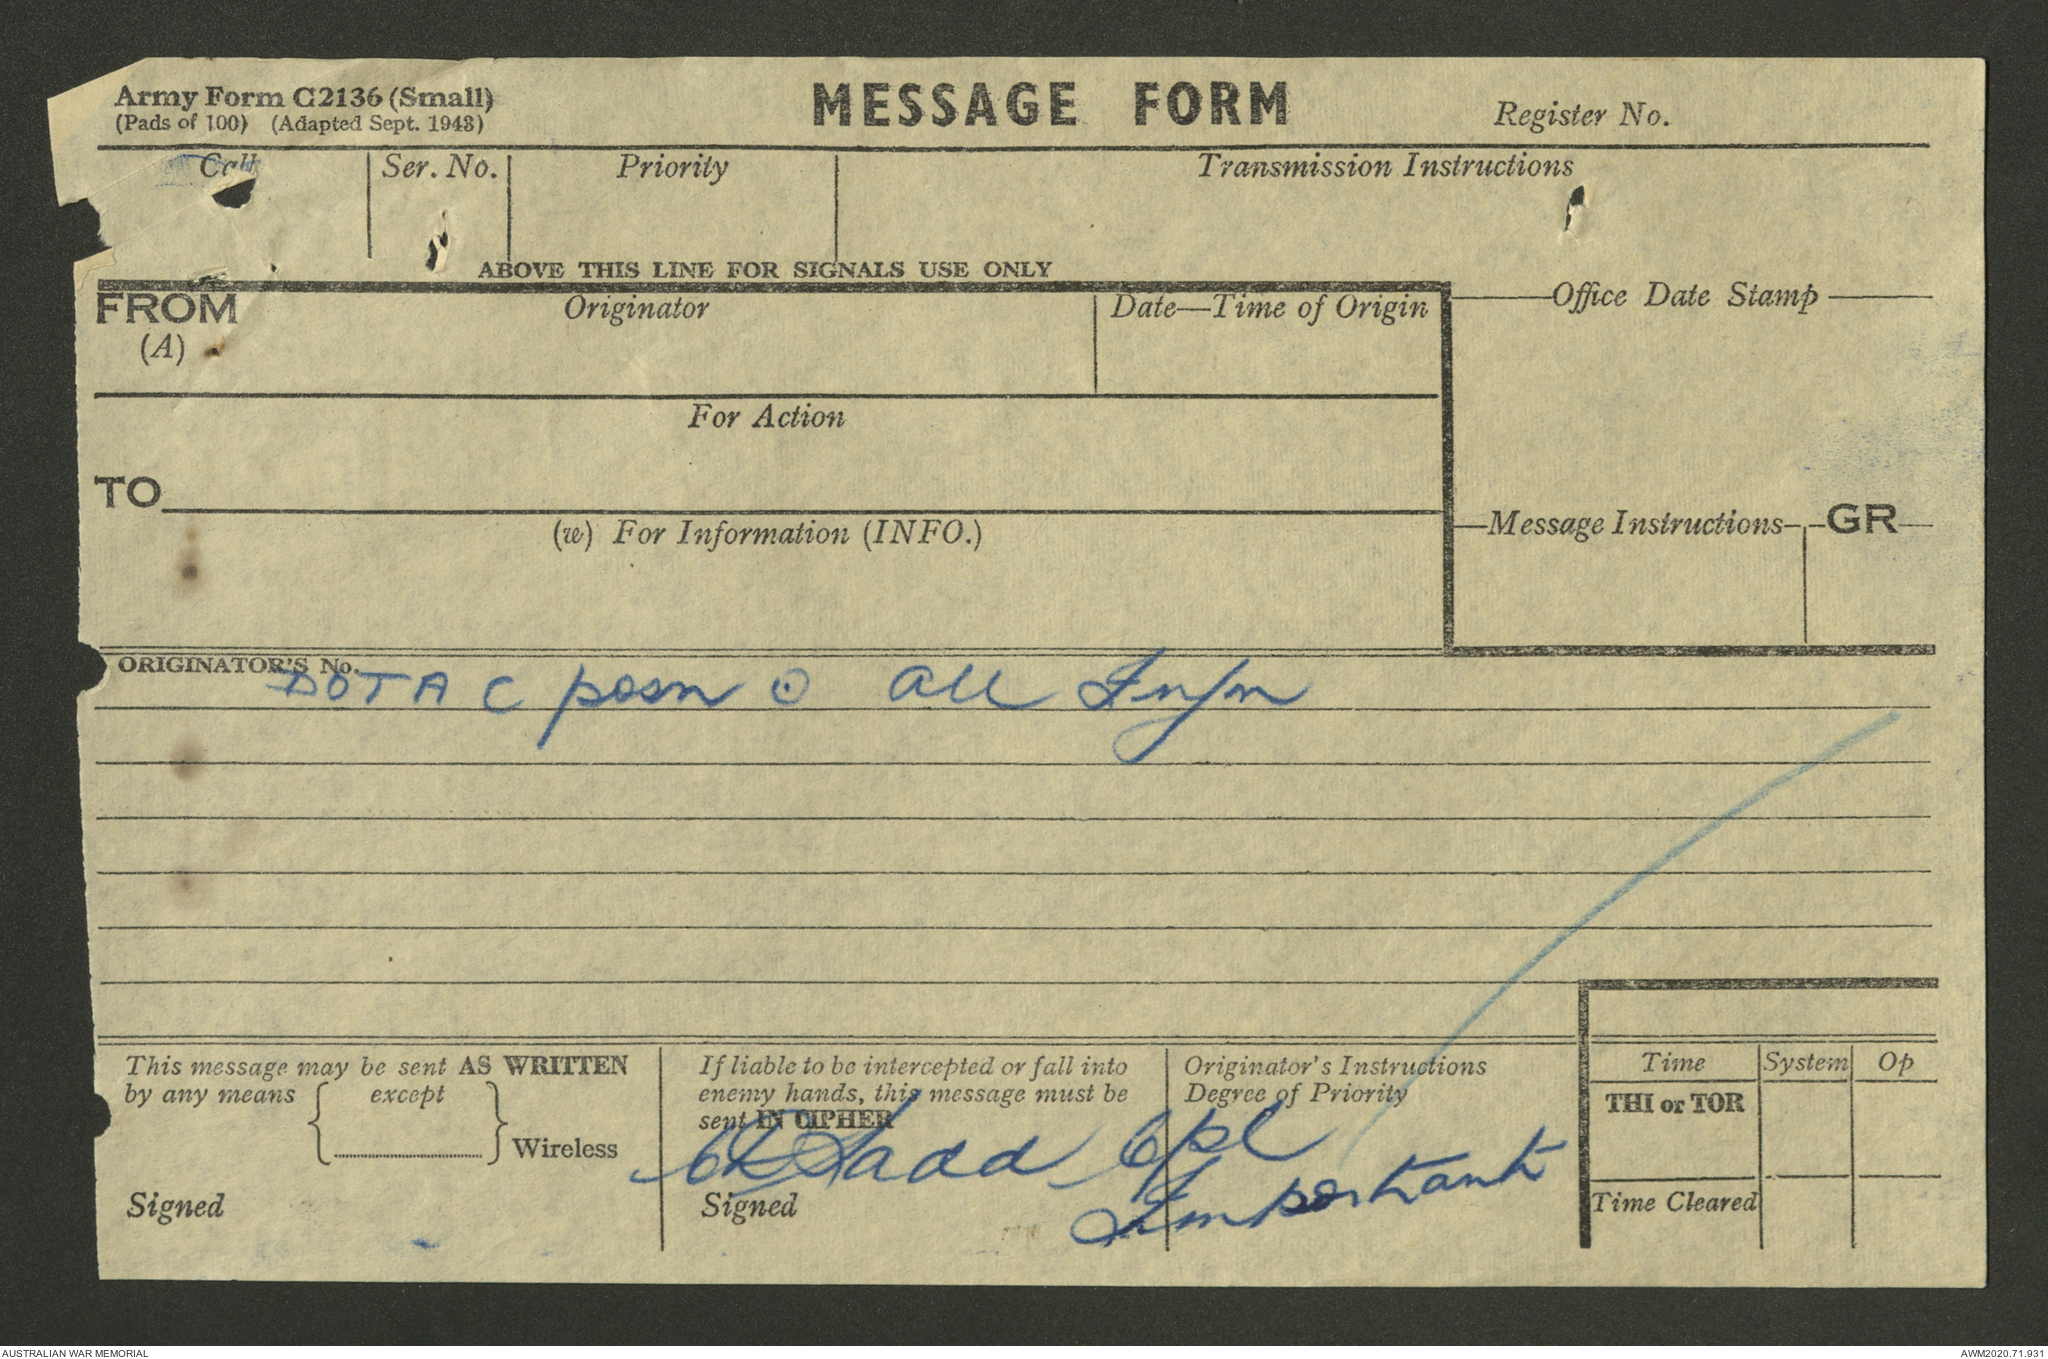 Army Form C2136 (Small)
(Pads of 100) (Adapted Sept. 1943)
MESSAGE FORM
Register No.
Call
Ser. No.
Priority
Transmission Instructions
ABOVE THIS LINE FOR SIGNALS USE ONLY
FROM
(A)
Originator
Date—Time of Origin
Office Date Stamp
For Action
TO
(w) For Information (INFO.)
Message Instructions
GR
ORIGINATOR'S No.
DOTA C posn ⊙ all Infn
This message may be sent AS WRITTEN
by any means
except
Wireless
Signed
If liable to be intercepted or fall into
enemy hands, this message must be
sent IN CIPHER
Ladd Cpl
Signed
Originator's Instructions
Degree of Priority
Important
Time
System
Op
THI or TOR
Time Cleared
AUSTRALIAN WAR MEMORIAL
AWM2020.71.931